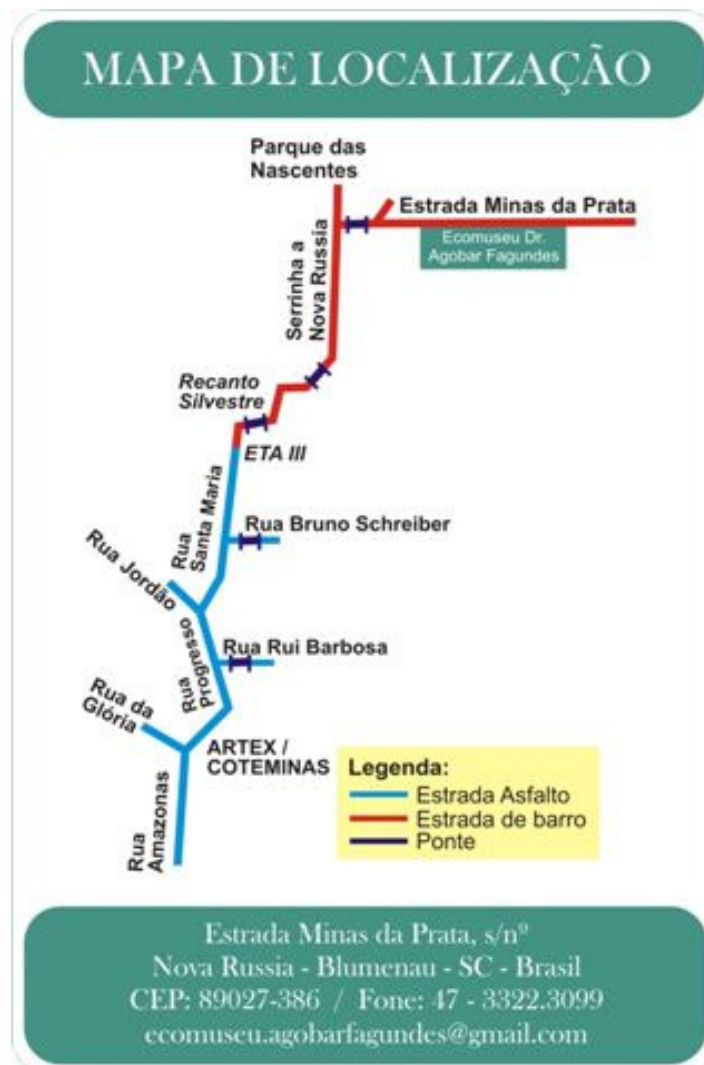 MAPA DE LOCALIZAÇÃO
Parque das
Nascentes
Estrada Minas da Prata
Ecomuseu Dr.
Agobar Fagundes
Serrinha a
Nova Russia
Recanto
Silvestre
ETA III
Rua
Santa Maria
Rua Bruno Schreiber
Rua Jordão
Rua
Progresso
Rua Rui Barbosa
Rua da
Glória
ARTEX /
COTEMINAS
Rua
Amazonas
Legenda:
Estrada Asfalto
Estrada de barro
Ponte
Estrada Minas da Prata, s/nº
Nova Russia - Blumenau - SC - Brasil
CEP: 89027-386 / Fone: 47 - 3322.3099
ecomuseu.agobarfagundes@gmail.com